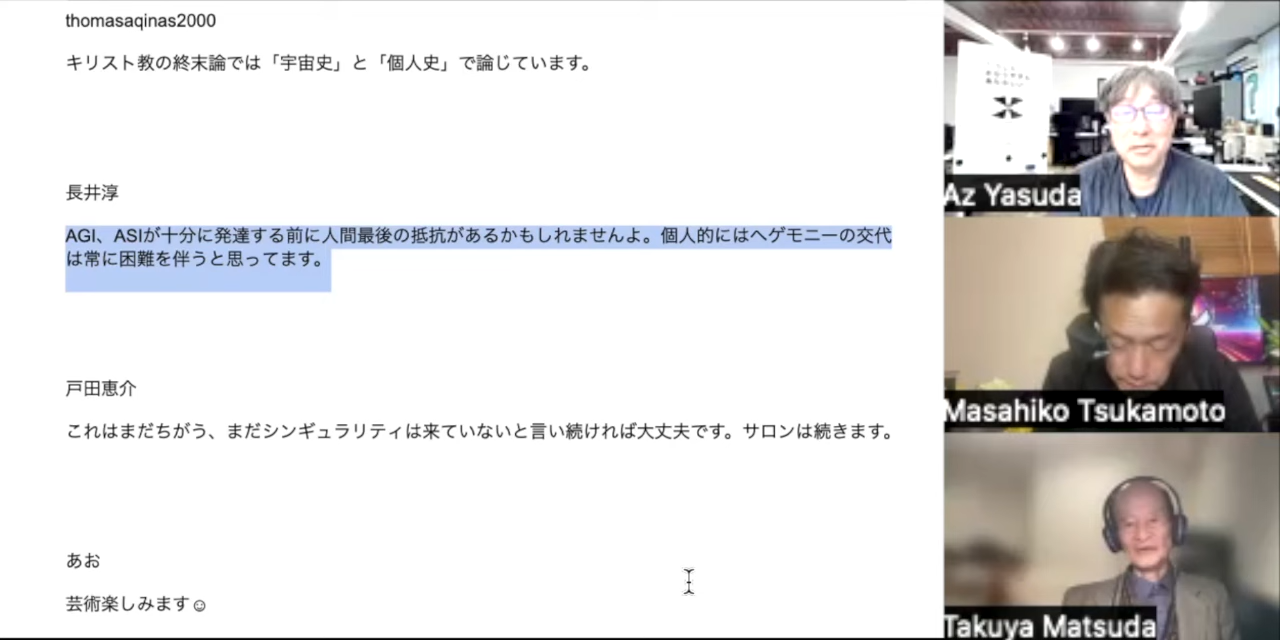 thomasaqinas2000
キリスト教の終末論では「宇宙史」と「個人史」で論じています。
長井淳
AGI、ASIが十分に発達する前に人間最後の抵抗があるかもしれませんよ。個人的にはヘゲモニーの交代
は常に困難を伴うと思ってます。
戸田恵介
これはまだちがう、まだシンギュラリティは来ていないと言い続ければ大丈夫です。サロンは続きます。
あお
芸術楽しみます☺
Az Yasuda
Masahiko Tsukamoto
Takuya Matsuda